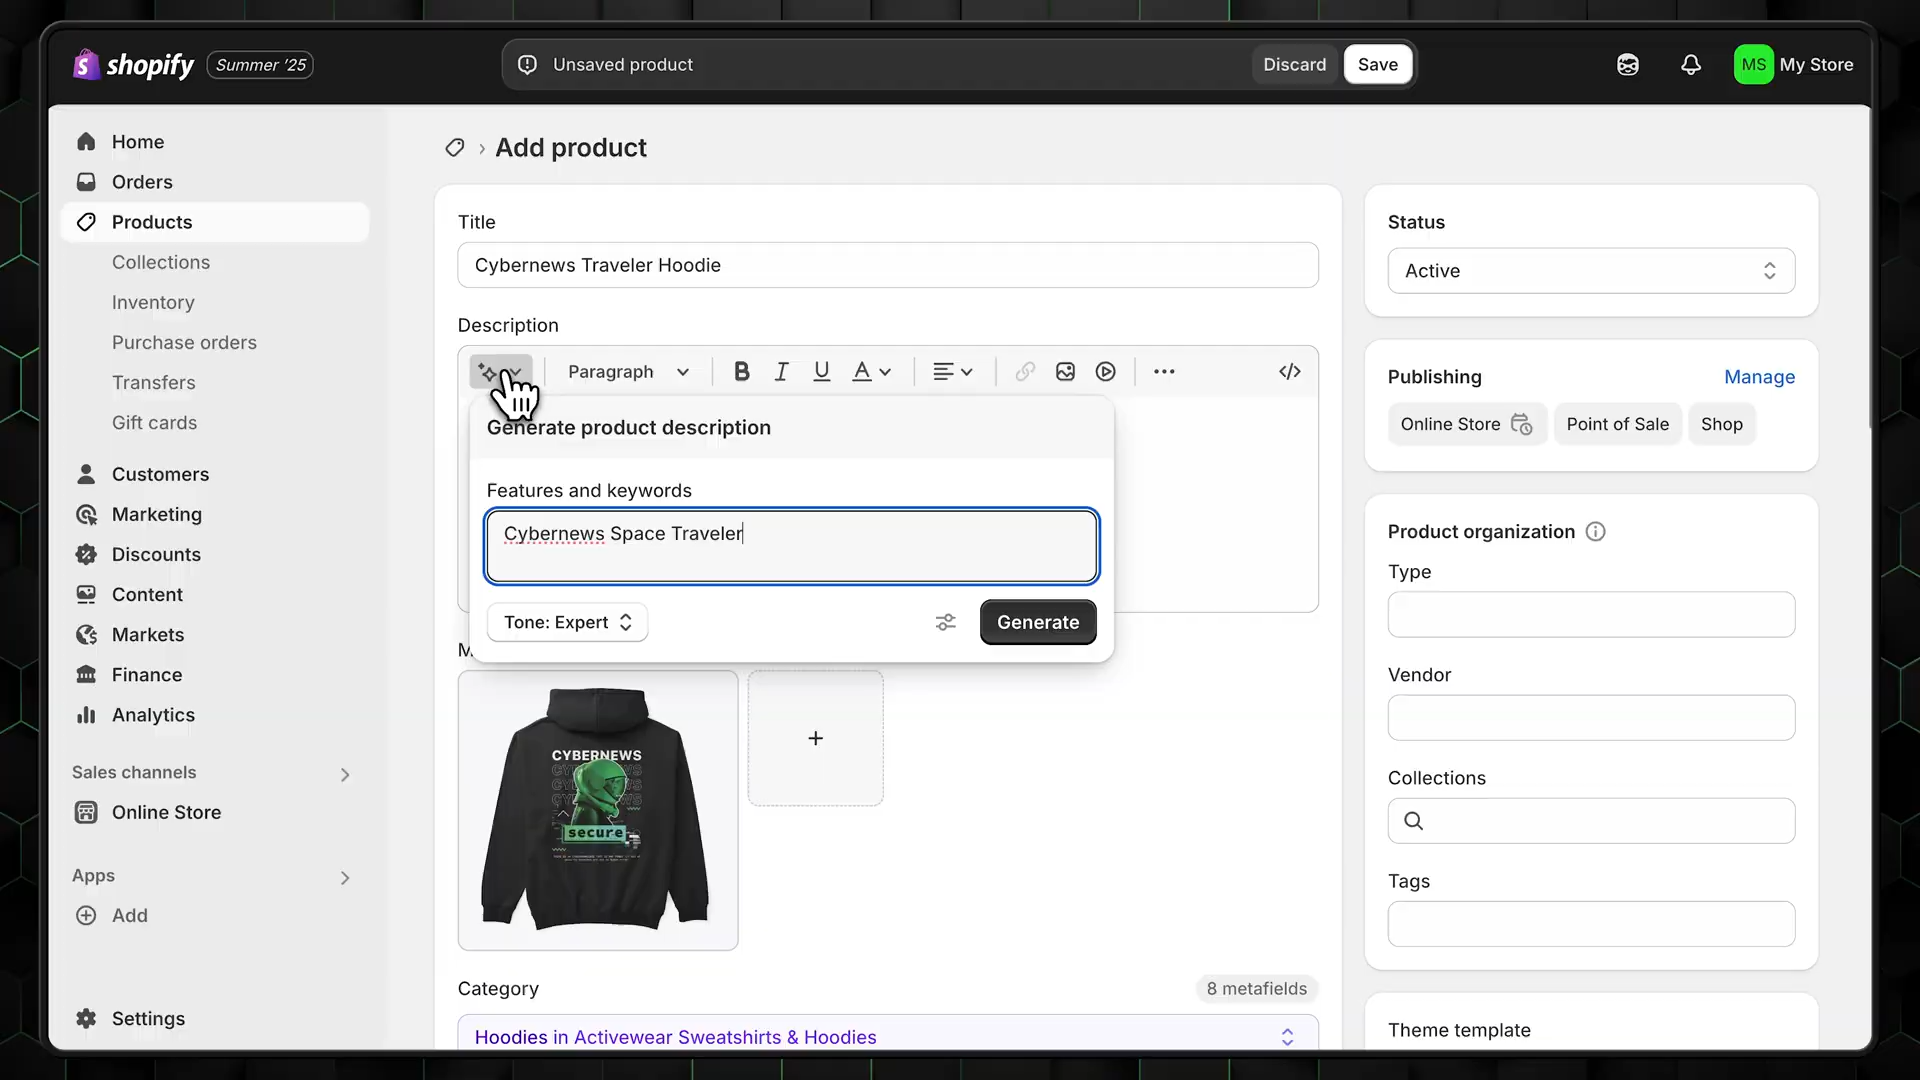 shopify Summer '25
Unsaved product
Discard
Save
MS My Store
Home
Orders
Products
Collections
Inventory
Purchase orders
Transfers
Gift cards
Customers
Marketing
Discounts
Content
Markets
Finance
Analytics
Sales channels
Online Store
Apps
Add
Settings
Add product
Title
Cybernews Traveler Hoodie
Description
Paragraph
B I U A
Generate product description
Features and keywords
Cybernews Space Traveler
Tone: Expert
Generate
CYBERNEWS
secure
Category
8 metafields
Hoodies in Activewear Sweatshirts & Hoodies
Status
Active
Publishing
Manage
Online Store
Point of Sale
Shop
Product organization
Type
Vendor
Collections
Tags
Theme template